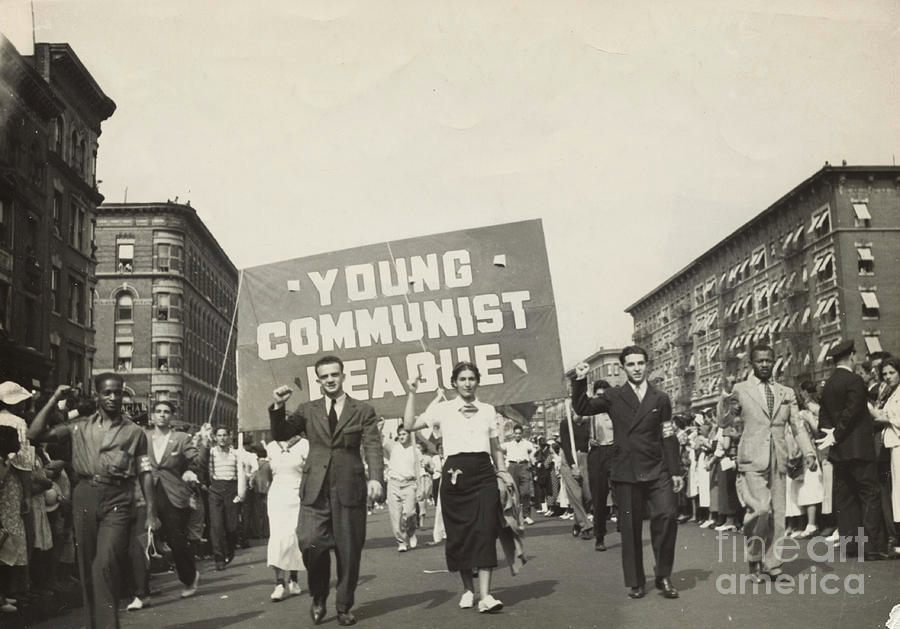 YOUNG
COMMUNIST
LEAGUE
fine art
america